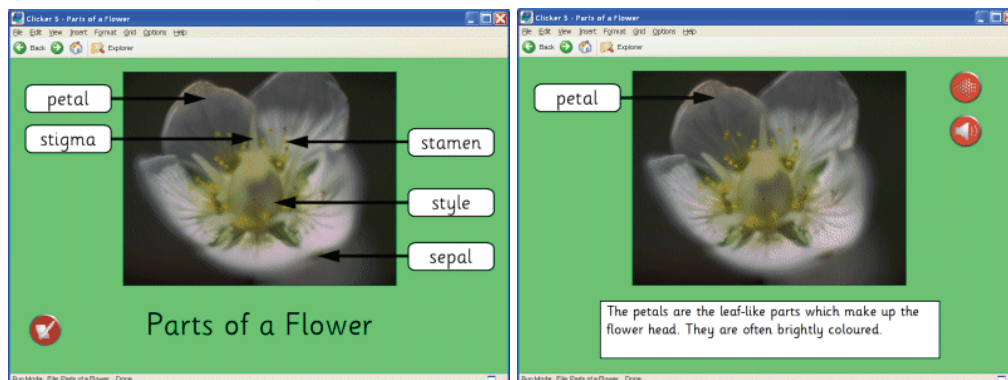 Clicker 5 - Parts of a Flower
File Edit View Insert Format Grid Options Help
Back Explorer
petal
stigma
stamen
style
sepal
Parts of a Flower
Run Mode File: Parts of a Flower Done
Clicker 5 - Parts of a Flower
File Edit View Insert Format Grid Options Help
Back Explorer
petal
The petals are the leaf-like parts which make up the
flower head. They are often brightly coloured.
Run Mode File: Parts of a Flower Done